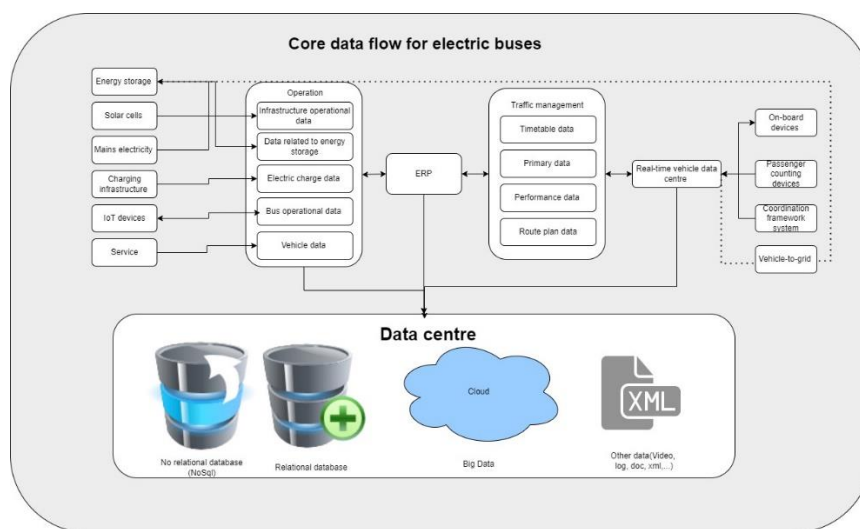 Core data flow for electric buses
Energy storage
Solar cells
Mains electricity
Charging
infrastructure
IoT devices
Service
Operation
Infrastructure operational
data
Data related to energy
storage
Electric charge data
Bus operational data
Vehicle data
ERP
Traffic management
Timetable data
Primary data
Performance data
Route plan data
Real-time vehicle data
centre
On-board
devices
Passenger
counting
devices
Coordination
framework
system
Vehicle-to-grid
Data centre
No relational database
(NoSql)
Relational database
Cloud
Big Data
XML
Other data(Video,
log, doc, xml,...)